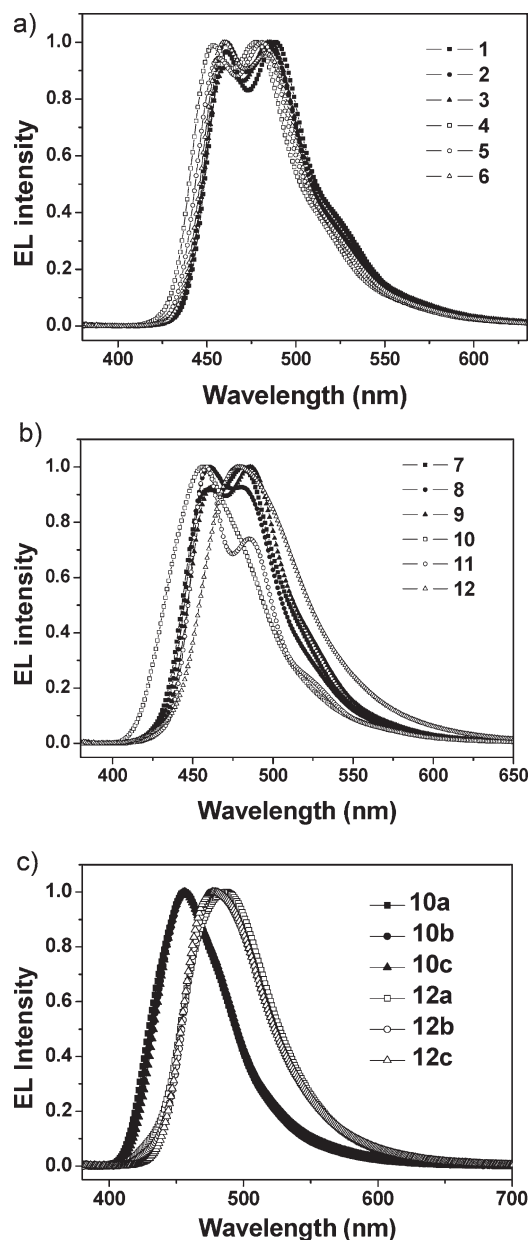 a)
1
2
3
4
5
6
1.0
0.8
0.6
0.4
0.2
0.0
EL intensity
400 450 500 550 600
Wavelength (nm)
b)
7
8
9
10
11
12
1.0
0.8
0.6
0.4
0.2
0.0
EL intensity
400 450 500 550 600 650
Wavelength (nm)
c)
10a
10b
10c
12a
12b
12c
1.0
0.8
0.6
0.4
0.2
0.0
EL Intensity
400 500 600 700
Wavelength (nm)